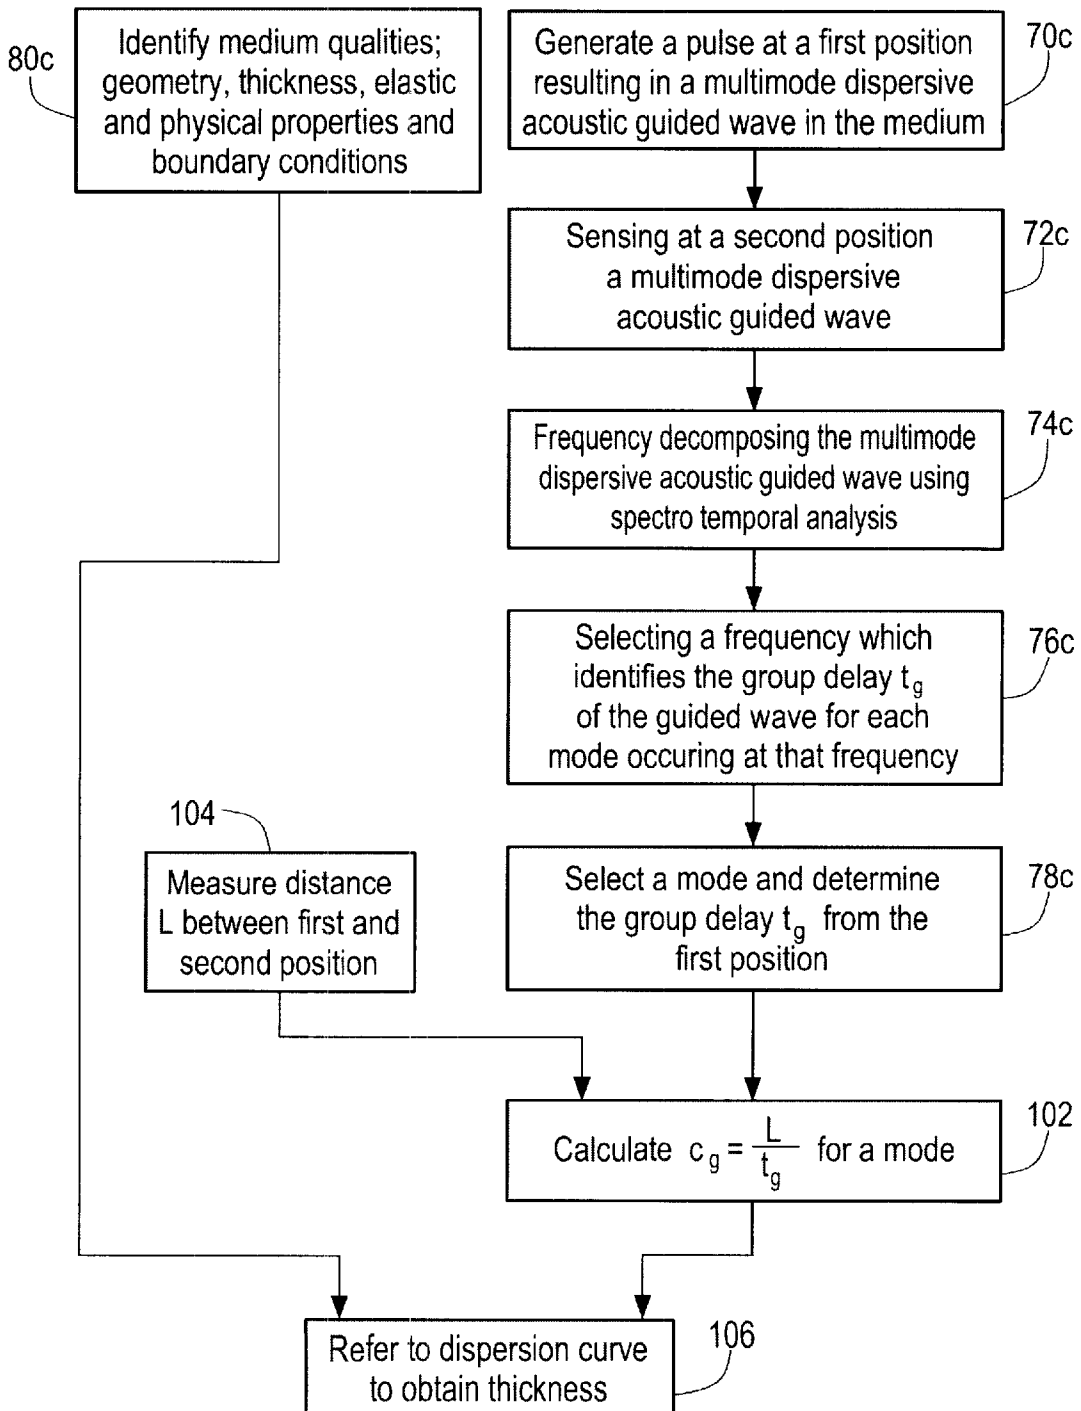 80c
Identify medium qualities;
geometry, thickness, elastic
and physical properties and
boundary conditions
Generate a pulse at a first position
resulting in a multimode dispersive
acoustic guided wave in the medium
70c
Sensing at a second position
a multimode dispersive
acoustic guided wave
72c
Frequency decomposing the multimode
dispersive acoustic guided wave using
spectro temporal analysis
74c
Selecting a frequency which
identifies the group delay t_g
of the guided wave for each
mode occuring at that frequency
76c
104
Measure distance
L between first and
second position
Select a mode and determine
the group delay t_g from the
first position
78c
Calculate c_g = L / t_g for a mode
102
Refer to dispersion curve
to obtain thickness
106